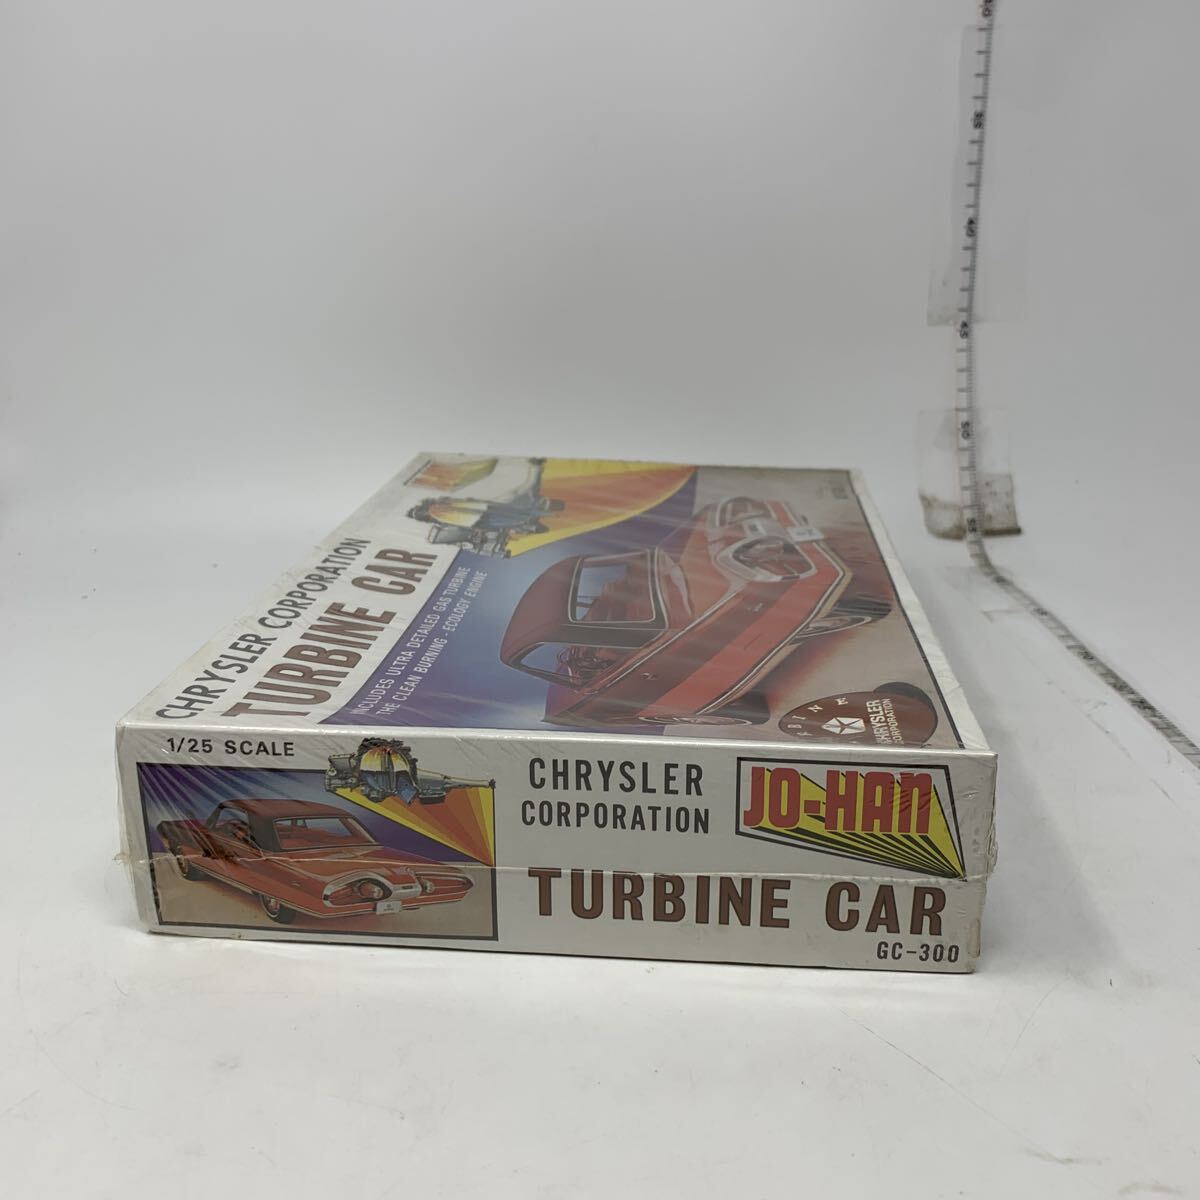 CHRYSLER CORPORATION
TURBINE CAR
INCLUDES ULTRA DETAILED GAS TURBINE
THE CLEAN BURNING - ECOLOGY ENGINE
CHRYSLER
CORPORATION
1/25 SCALE
CHRYSLER
CORPORATION
JO-HAN
TURBINE CAR
GC-300